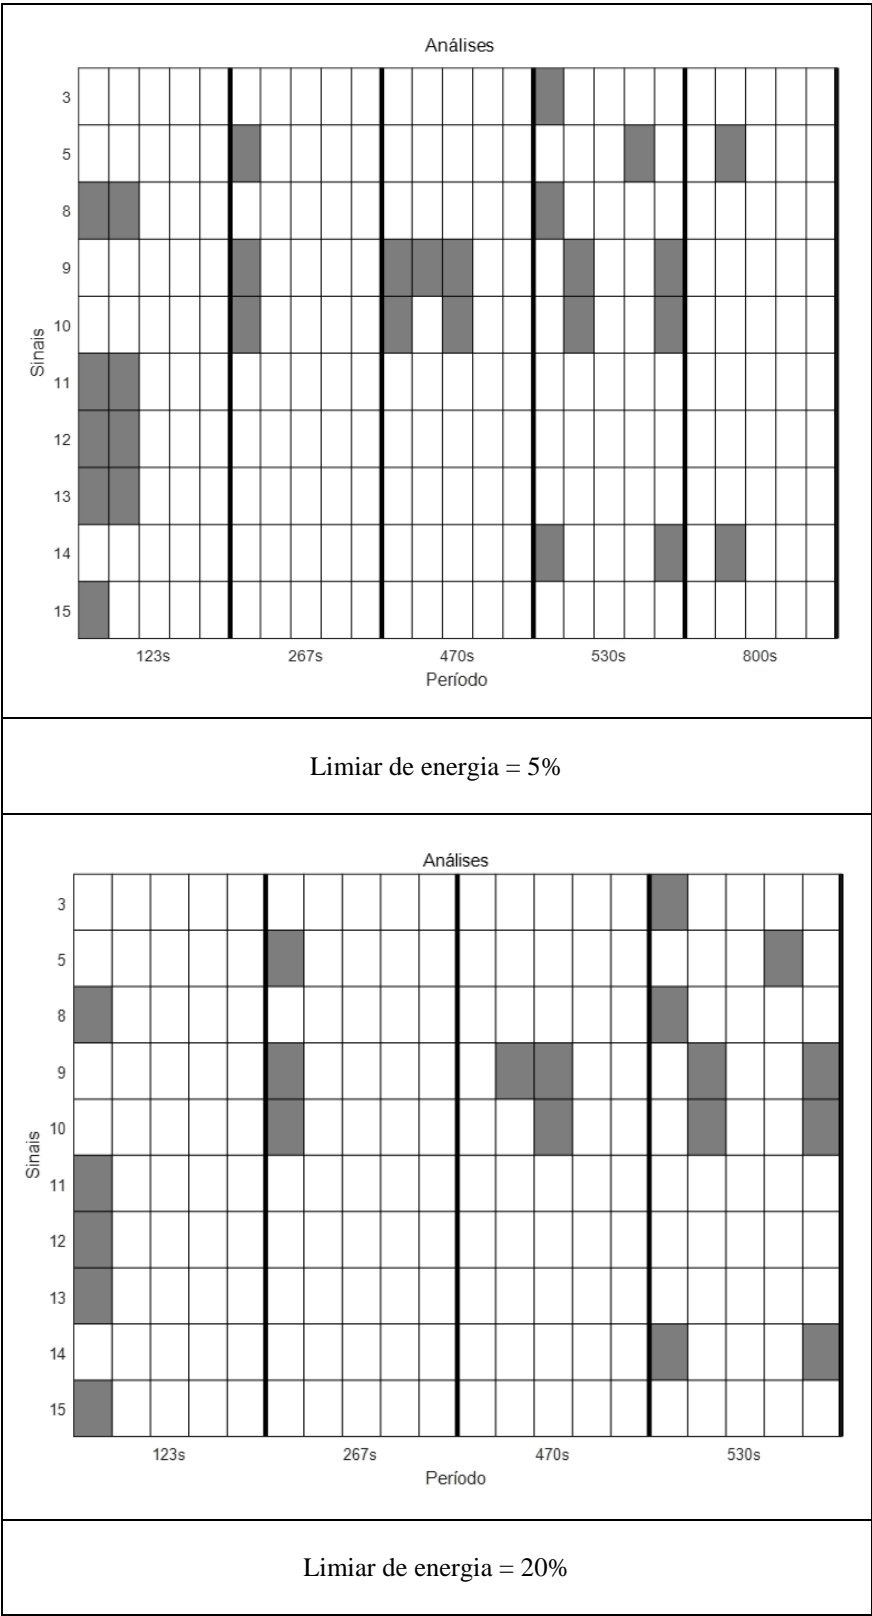 Análises
3
5
8
9
10
11
12
13
14
15
Sinais
123s 267s 470s 530s 800s
Período
Limiar de energia = 5%
Análises
3
5
8
9
10
11
12
13
14
15
Sinais
123s 267s 470s 530s
Período
Limiar de energia = 20%